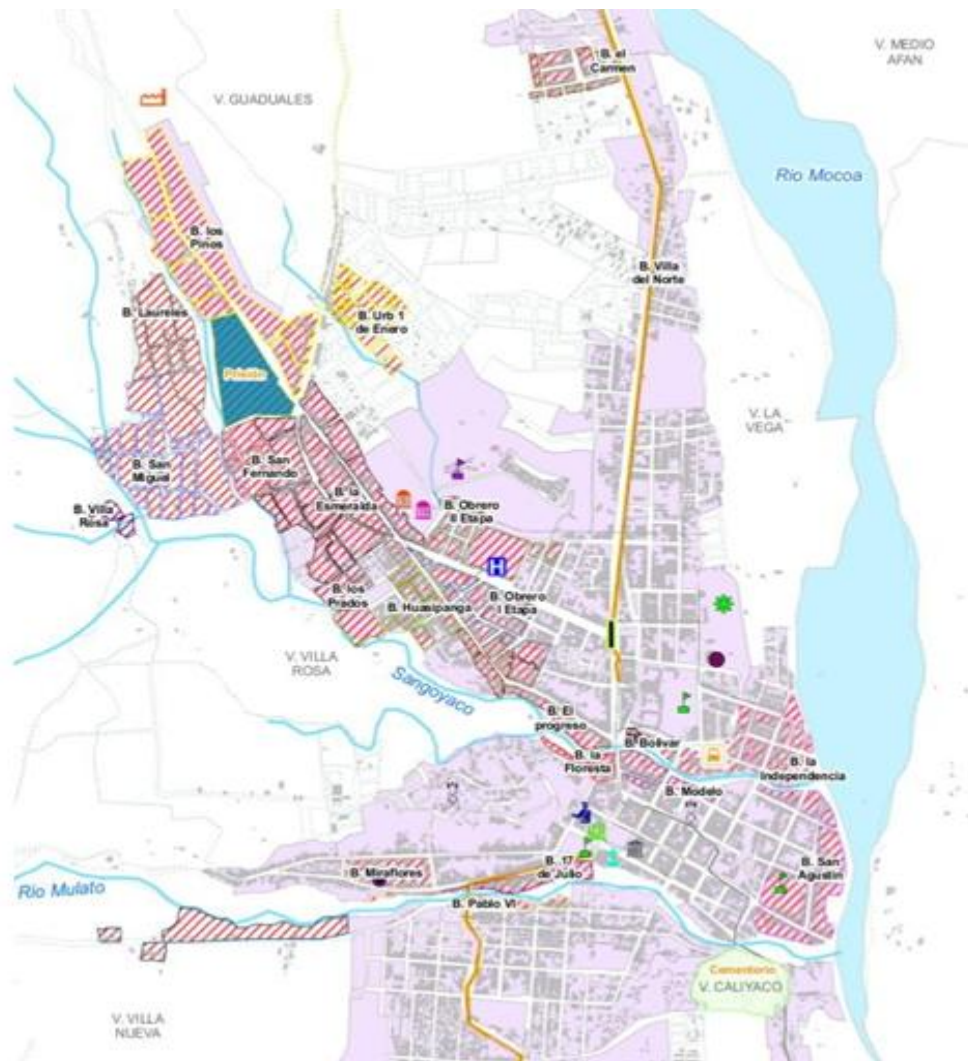 B. el
Carmen
V. MEDIO
AFAN
V. GUADUALES
Rio Mocoa
B. los
Pinos
B. Villa
del Norte
B. Laureles
B. Urb 1
de Enero
Prisión
V. LA
VEGA
B. San
Miguel
B. San
Fernando
B. la
Esmeralda
B. Villa
Rosa
B. Obrero
II Etapa
H
B. los
Prados
B. Huasipanga
B. Obrero
I Etapa
V. VILLA
ROSA
Sangoyaco
B. El
progreso
B. Bolivar
B. la
Floresta
B. la
Independencia
B. Modelo
B. 17
de Julio
B. San
Agustin
B. Miraflores
Rio Mulato
B. Pablo VI
Cementerio
V. CALIYACO
V. VILLA
NUEVA